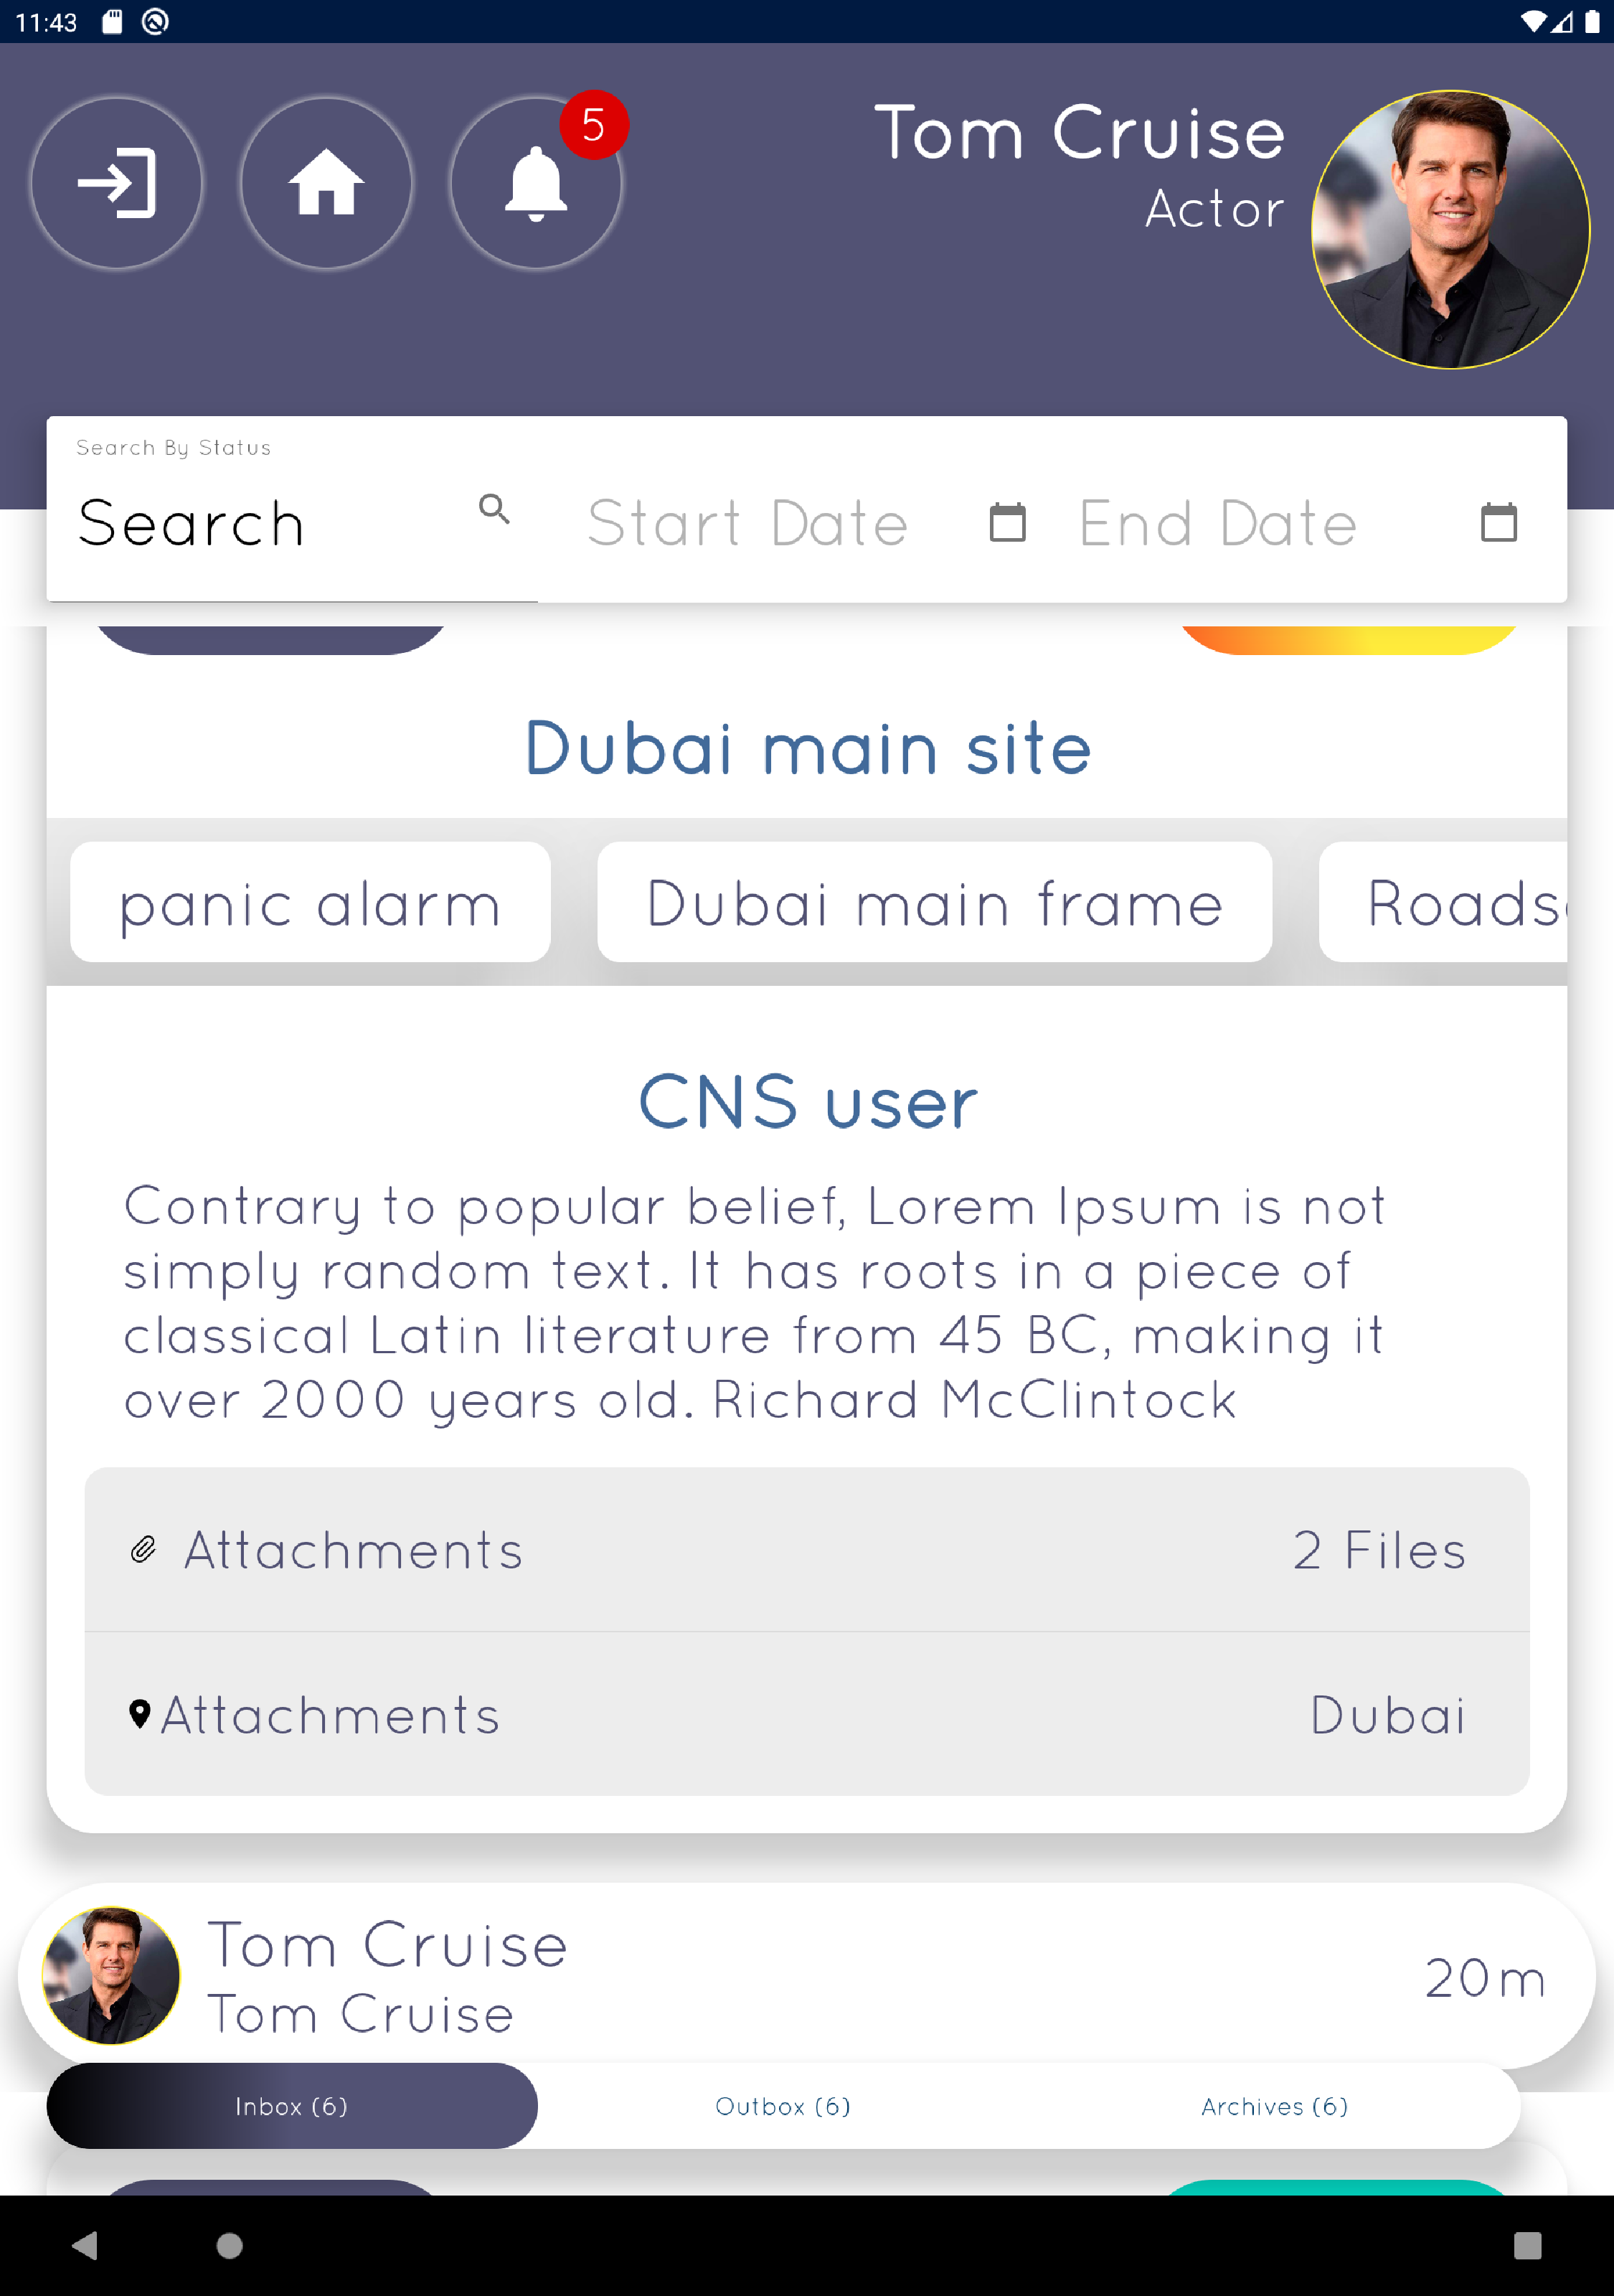 11:43
5
Tom Cruise
Actor
Search By Status
Search
Start Date
End Date
Dubai main site
panic alarm
Dubai main frame
CNS user
Contrary to popular belief, Lorem Ipsum is not
simply random text. It has roots in a piece of
classical Latin literature from 45 BC, making it
over 2000 years old. Richard McClintock
Attachments
2 Files
Attachments
Dubai
Tom Cruise
Tom Cruise
20m
Inbox (6)
Outbox (6)
Archives (6)